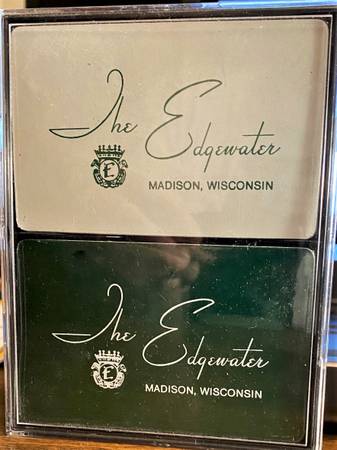 The Edgewater
E
MADISON, WISCONSIN
The Edgewater
E
MADISON, WISCONSIN